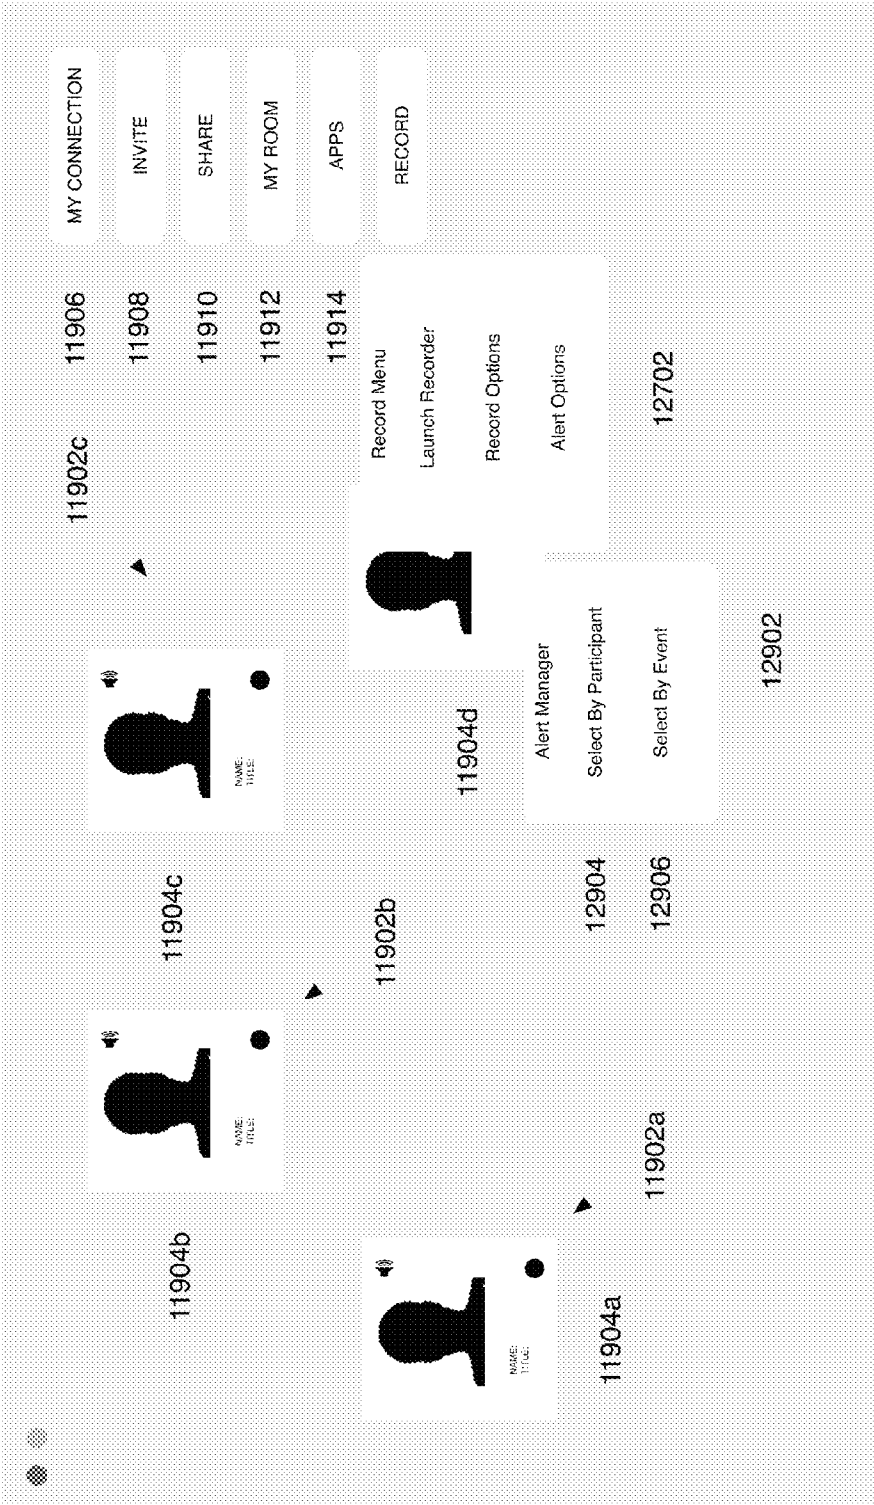 MY CONNECTION
11906
INVITE
11908
SHARE
11910
MY ROOM
11912
APPS
11914
RECORD
11902c
Record Menu
Launch Recorder
Record Options
Alert Options
12702
NAME:
TITLE:
11904c
11904d
Alert Manager
Select By Participant
12904
Select By Event
12906
12902
NAME:
TITLE:
11904b
11902b
NAME:
TITLE:
11904a
11902a